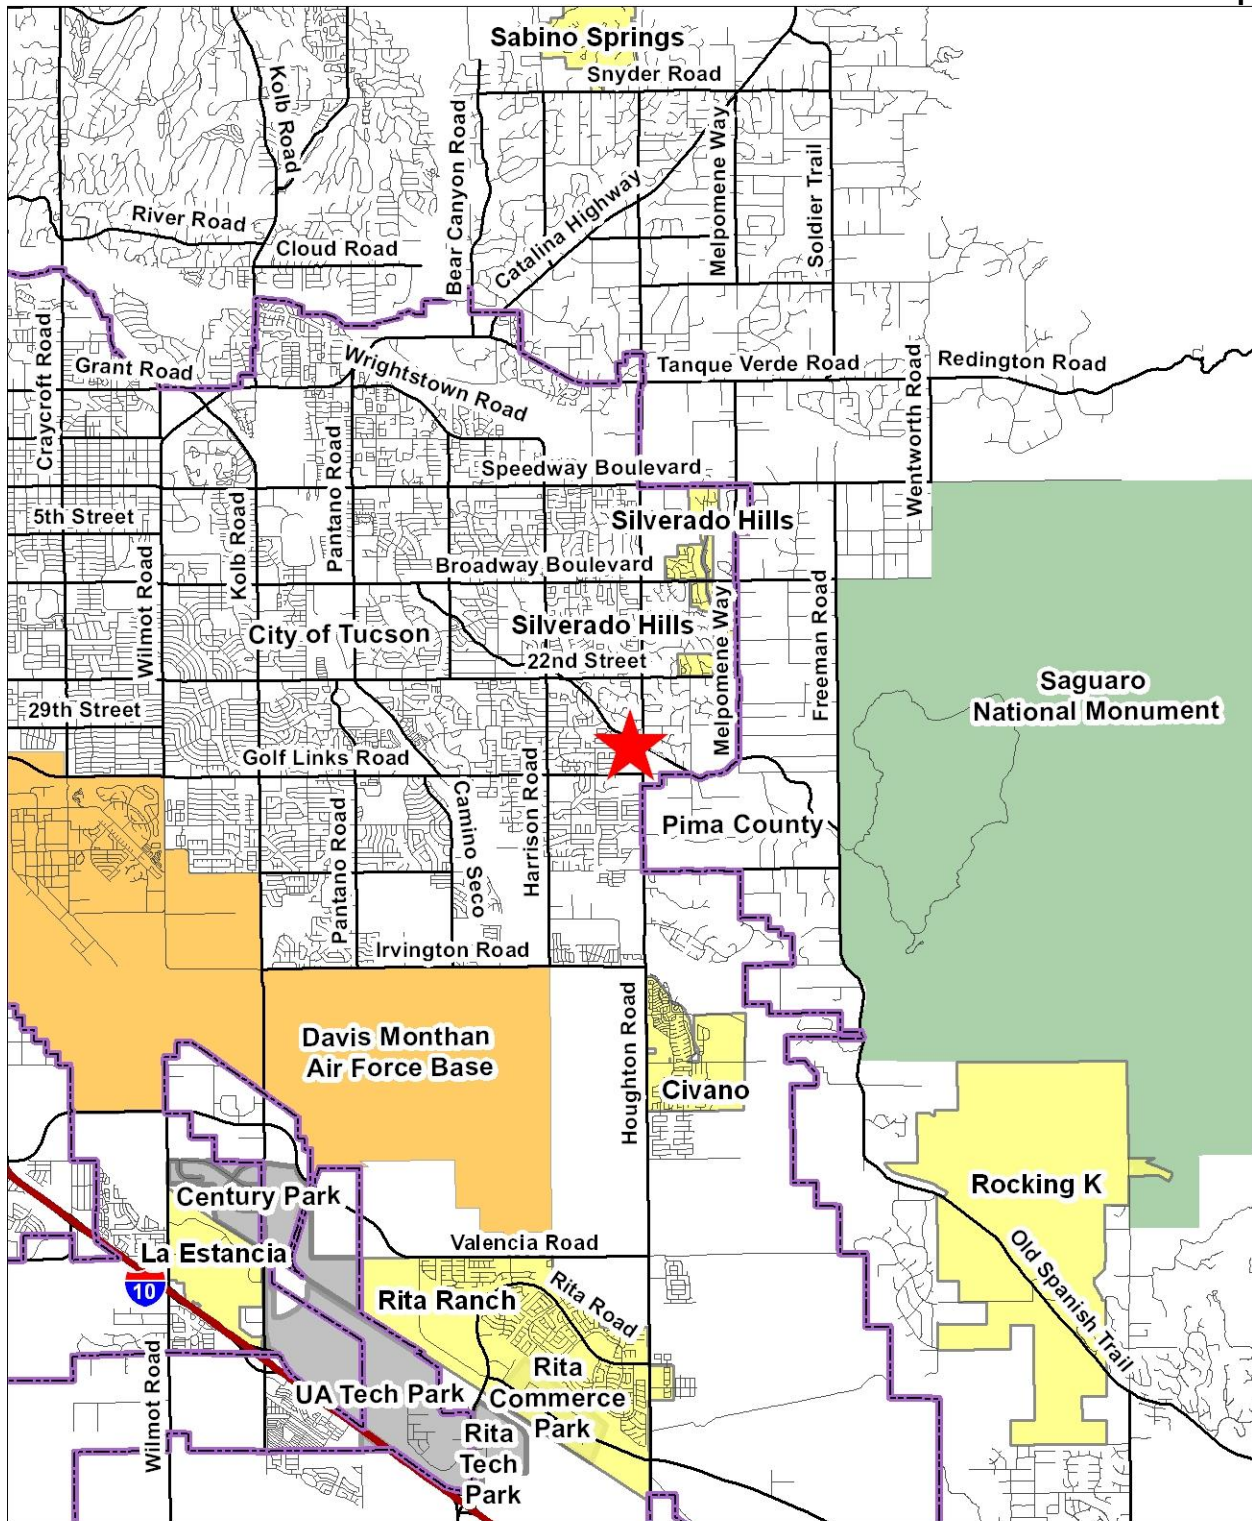 Sabino Springs
Snyder Road
Kolb Road
Bear Canyon Road
Melpomene Way
Soldier Trail
Catalina Highway
River Road
Cloud Road
Craycroft Road
Grant Road
Wrightstown Road
Tanque Verde Road
Redington Road
Wentworth Road
Pantano Road
Speedway Boulevard
5th Street
Kolb Road
Silverado Hills
Wilmot Road
Broadway Boulevard
Freeman Road
City of Tucson
Silverado Hills
22nd Street
Melpomene Way
Saguaro
National Monument
29th Street
Golf Links Road
Harrison Road
Camino Seco
Pantano Road
Pima County
Irvington Road
Houghton Road
Davis Monthan
Air Force Base
Civano
Century Park
Rocking K
La Estancia
Valencia Road
10
Rita Ranch
Rita Road
Old Spanish Trail
Wilmot Road
UA Tech Park
Rita
Commerce
Park
Rita
Tech
Park